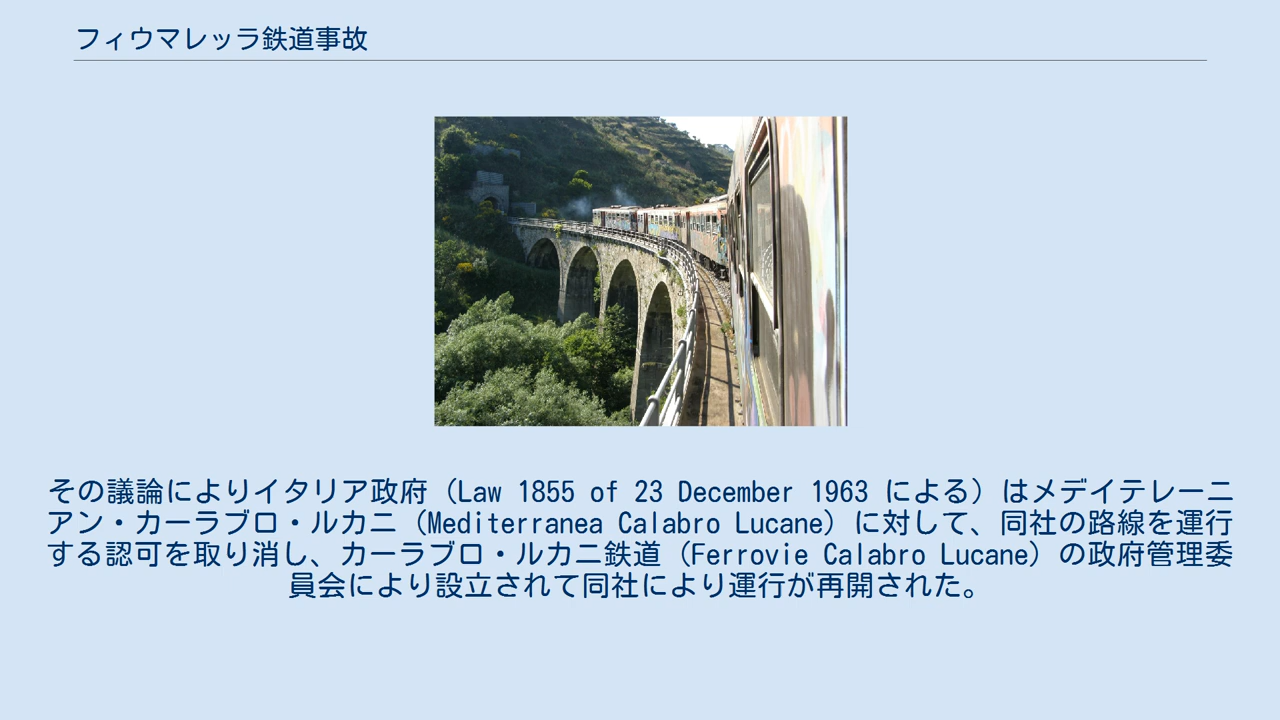 フィウマレッラ鉄道事故
その議論によりイタリア政府（Law 1855 of 23 December 1963 による）はメデイテレーニ
アン・カーラブロ・ルカニ（Mediterranea Calabro Lucane）に対して、同社の路線を運行
する認可を取り消し、カーラブロ・ルカニ鉄道（Ferrovie Calabro Lucane）の政府管理委
員会により設立されて同社により運行が再開された。